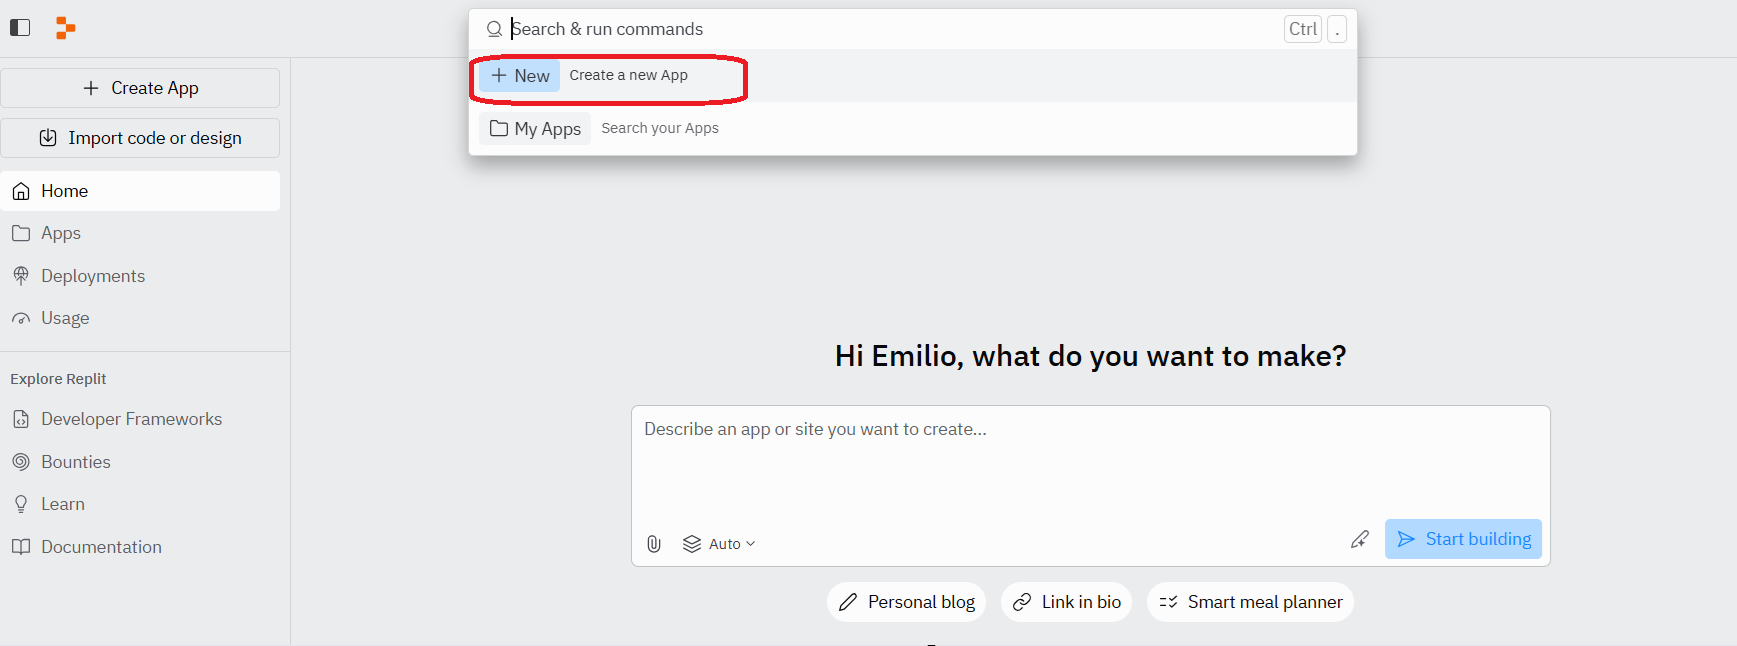 Search & run commands
Ctrl .
+ New Create a new App
My Apps Search your Apps
+ Create App
Import code or design
Home
Apps
Deployments
Usage
Explore Replit
Developer Frameworks
Bounties
Learn
Documentation
Hi Emilio, what do you want to make?
Describe an app or site you want to create...
Auto
Start building
Personal blog
Link in bio
Smart meal planner